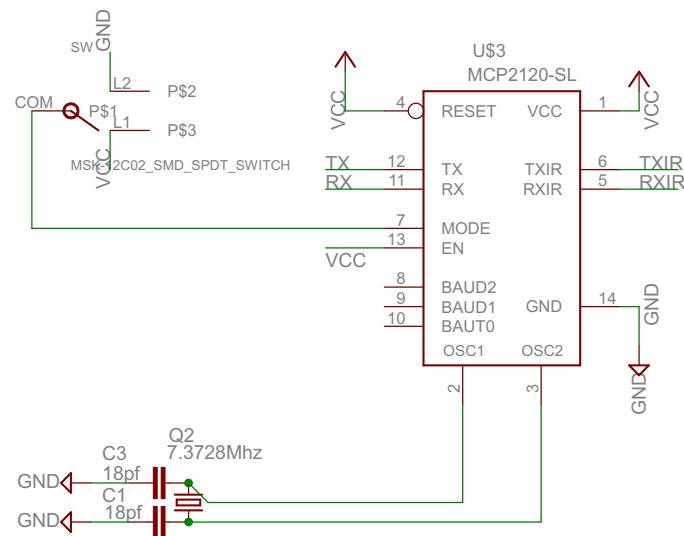 GND
SW
L2
P$2
COM
P$1
L1
P$3
VCC
MSK-12C02_SMD_SPDT_SWITCH
U$3
MCP2120-SL
VCC
4
RESET
VCC
1
VCC
TX
12
TX
TXIR
6
TXIR
RX
11
RX
RXIR
5
RXIR
7
MODE
13
EN
VCC
8
BAUD2
9
BAUD1
GND
14
GND
10
BAUT0
OSC1
OSC2
2
3
GND
Q2
7.3728Mhz
C3
18pf
GND
C1
18pf
GND